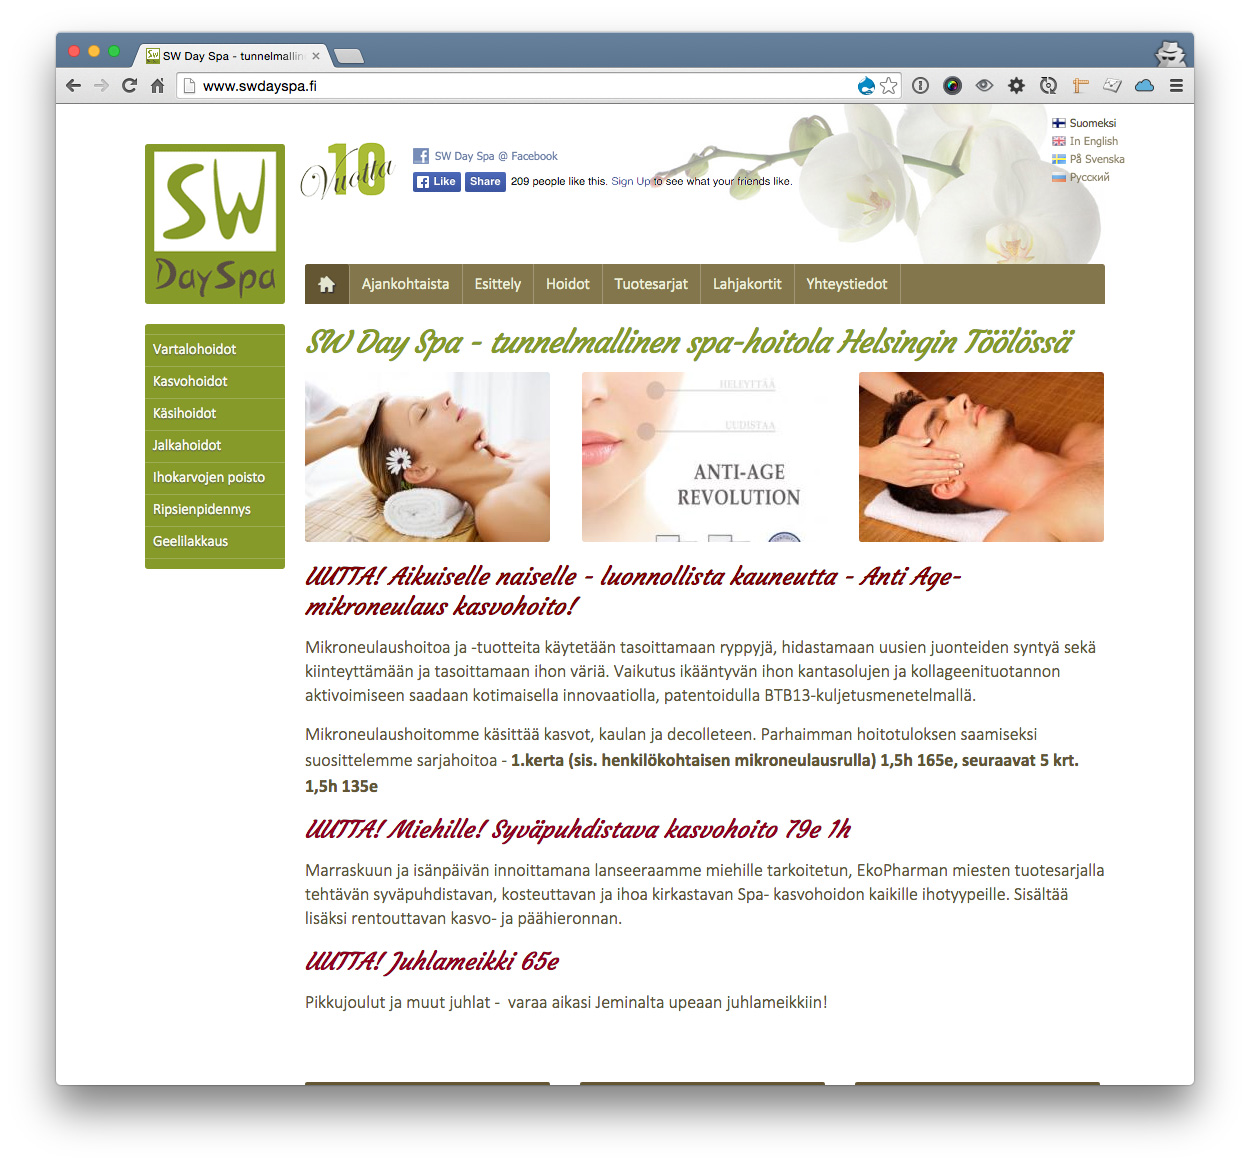 SW Day Spa - tunnelmallin
www.swdayspa.fi
SW
Day Spa
10
Vuotta
SW Day Spa @ Facebook
Like Share 209 people like this. Sign Up to see what your friends like.
Suomeksi
In English
På Svenska
Русский
Ajankohtaista Esittely Hoidot Tuotesarjat Lahjakortit Yhteystiedot
Vartalohoidot
Kasvohoidot
Käsihoidot
Jalkahoidot
Ihokarvojen poisto
Ripsienpidennys
Geelilakkaus
SW Day Spa - tunnelmallinen spa-hoitola Helsingin Töölössä
HELEYTTÄÄ
UUDISTAA
ANTI-AGE
REVOLUTION
UUTTA! Aikuiselle naiselle - luonnollista kauneutta - Anti Age-
mikroneulaus kasvohoito!
Mikroneulaushoitoa ja -tuotteita käytetään tasoittamaan ryppyjä, hidastamaan uusien juonteiden syntyä sekä
kiinteyttämään ja tasoittamaan ihon väriä. Vaikutus ikääntyvän ihon kantasolujen ja kollageenituotannon
aktivoimiseen saadaan kotimaisella innovaatiolla, patentoidulla BTB13-kuljetusmenetelmallä.
Mikroneulaushoitomme käsittää kasvot, kaulan ja decolleteen. Parhaimman hoitotuloksen saamiseksi
suosittelemme sarjahoitoa - 1.kerta (sis. henkilökohtaisen mikroneulausrulla) 1,5h 165e, seuraavat 5 krt.
1,5h 135e
UUTTA! Miehille! Syväpuhdistava kasvohoito 79e 1h
Marraskuun ja isänpäivän innoittamana lanseeraamme miehille tarkoitetun, EkoPharman miesten tuotesarjalla
tehtävän syväpuhdistavan, kosteuttavan ja ihoa kirkastavan Spa- kasvohoidon kaikille ihotyypeille. Sisältää
lisäksi rentouttavan kasvo- ja päähieronnan.
UUTTA! Juhlameikki 65e
Pikkujoulut ja muut juhlat - varaa aikasi Jeminalta upeaan juhlameikkiin!